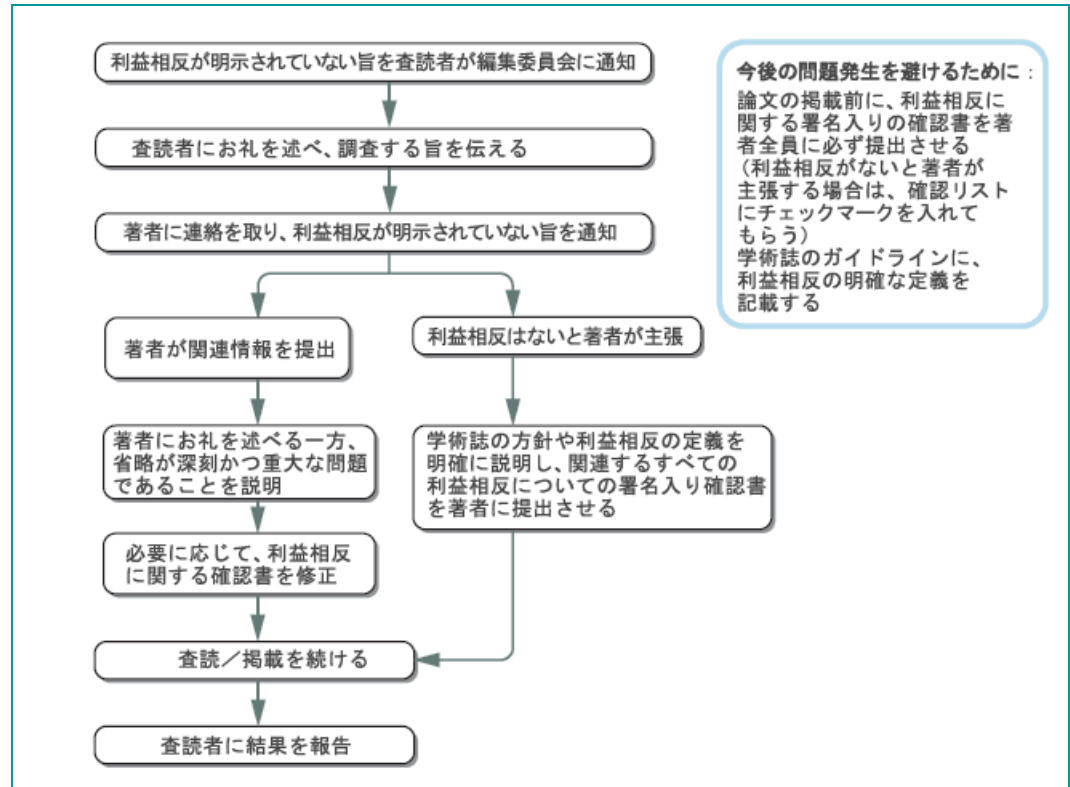 利益相反が明示されていない旨を査読者が編集委員会に通知
査読者にお礼を述べ、調査する旨を伝える
著者に連絡を取り、利益相反が明示されていない旨を通知
著者が関連情報を提出
利益相反はないと著者が主張
著者にお礼を述べる一方、
省略が深刻かつ重大な問題
であることを説明
学術誌の方針や利益相反の定義を
明確に説明し、関連するすべての
利益相反についての署名入り確認書
を著者に提出させる
必要に応じて、利益相反
に関する確認書を修正
査読／掲載を続ける
査読者に結果を報告
今後の問題発生を避けるために：
論文の掲載前に、利益相反に
関する署名入りの確認書を著
者全員に必ず提出させる
（利益相反がないと著者が
主張する場合は、確認リスト
にチェックマークを入れて
もらう）
学術誌のガイドラインに、
利益相反の明確な定義を
記載する